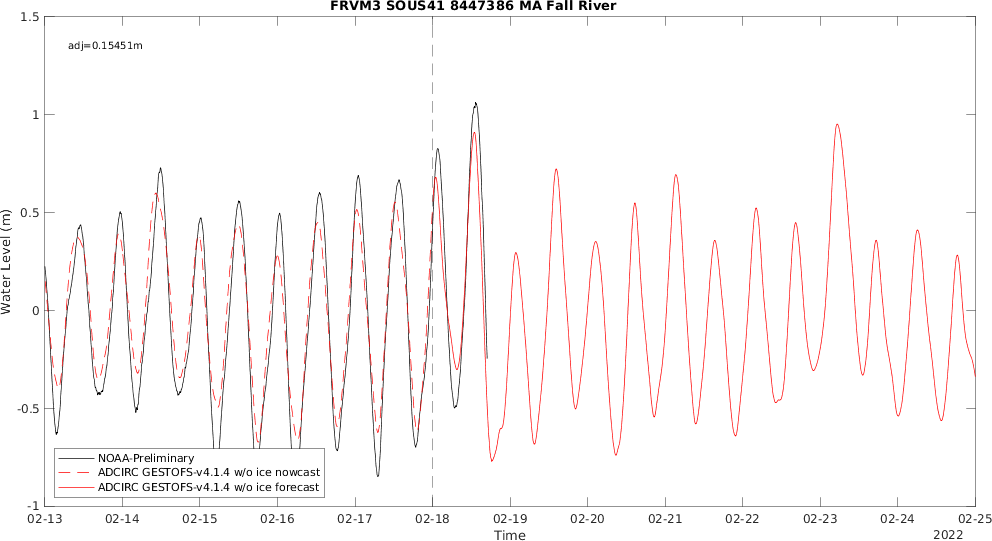 FRVM3 SOUS41 8447386 MA Fall River
adj=0.15451m
Water Level (m)
1.5
1
0.5
0
-0.5
-1
NOAA-Preliminary
ADCIRC GESTOFS-v4.1.4 w/o ice nowcast
ADCIRC GESTOFS-v4.1.4 w/o ice forecast
02-13 02-14 02-15 02-16 02-17 02-18 02-19 02-20 02-21 02-22 02-23 02-24 02-25
Time
2022